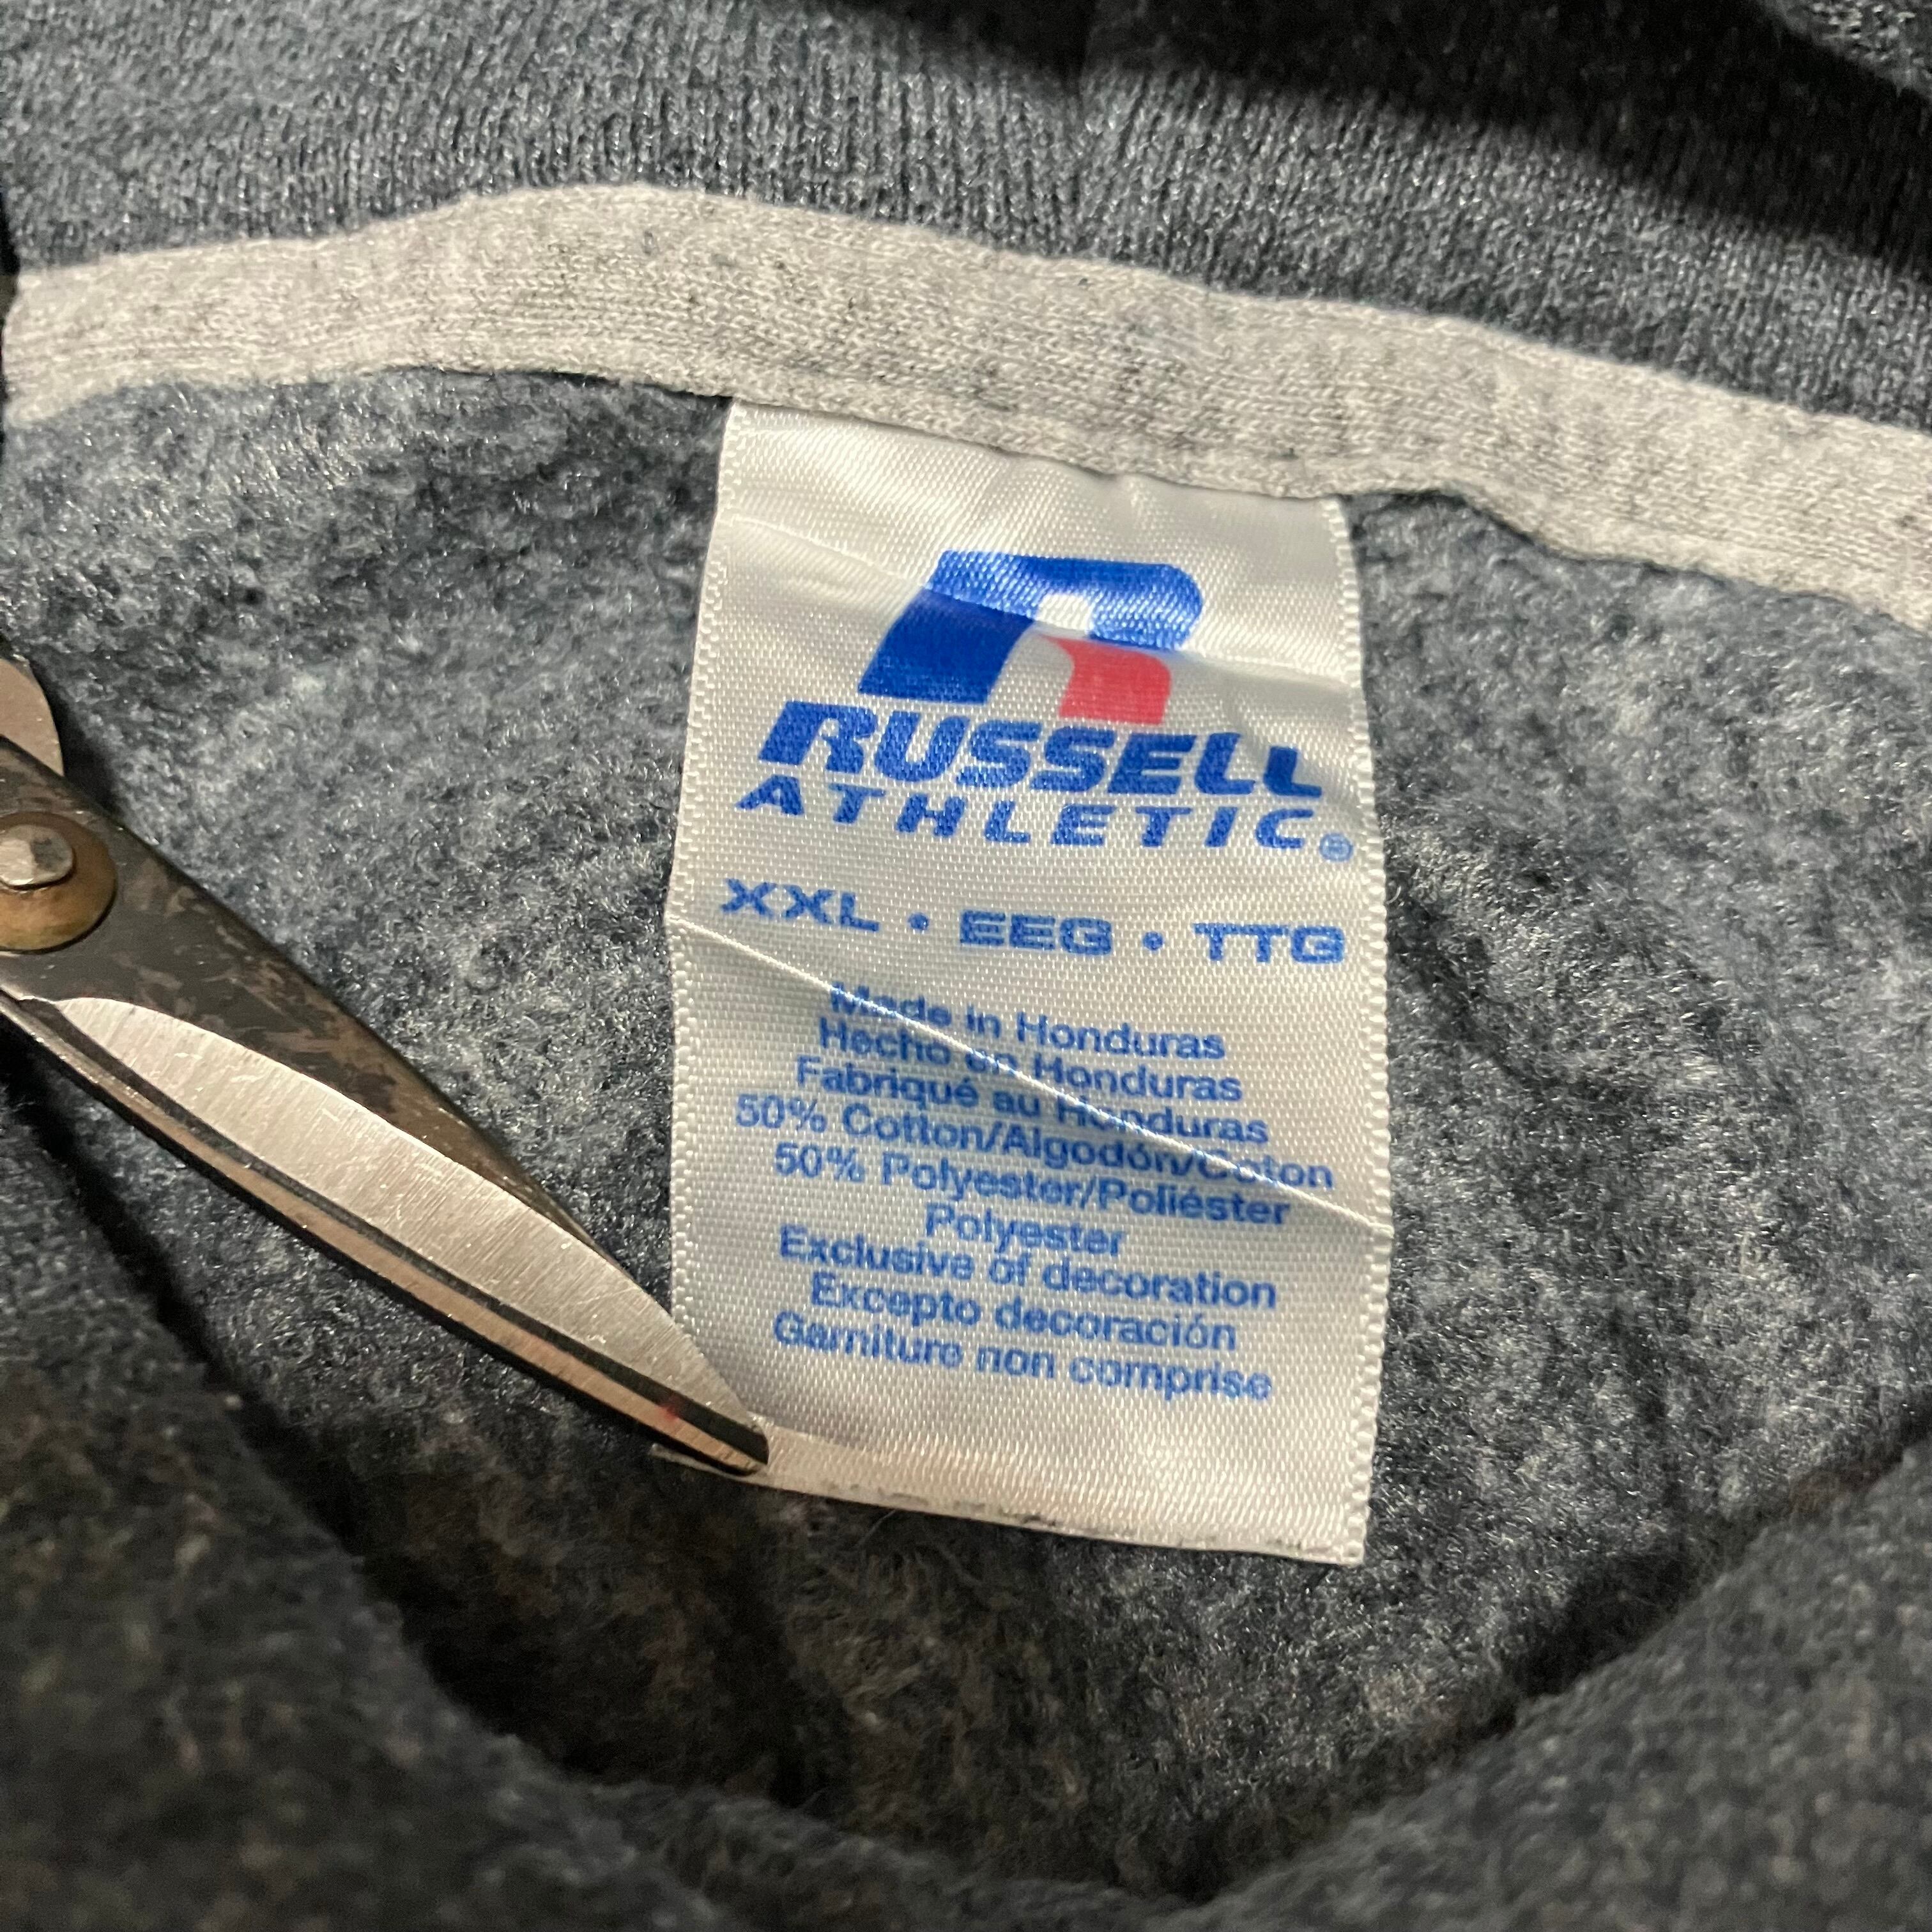 RUSSELL
ATHLETIC®
XXL • EEG • TTG
Made in Honduras
Hecho en Honduras
Fabriqué au Honduras
50% Cotton/Algodón/Coton
50% Polyester/Poliéster
Polyester
Exclusive of decoration
Excepto decoración
Garniture non comprise